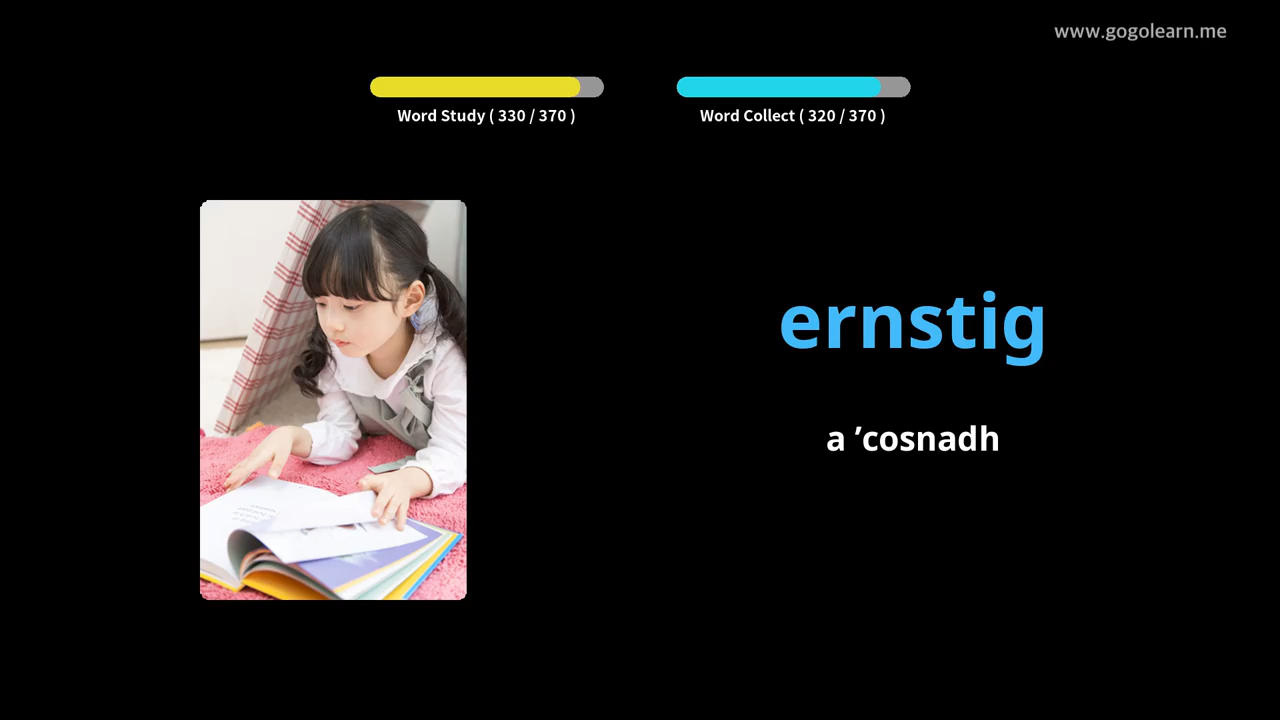 www.gogolearn.me
Word Study ( 330 / 370 )
Word Collect ( 320 / 370 )
ernstig
a ’cosnadh